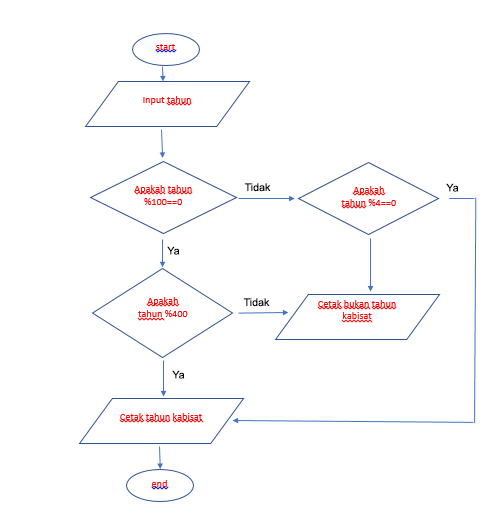 start
Input tahun
Apakah tahun
%100==0
Tidak
Apakah
tahun %4==0
Ya
Ya
Apakah
tahun %400
Tidak
Cetak bukan tahun
kabisat
Ya
Cetak tahun kabisat
end